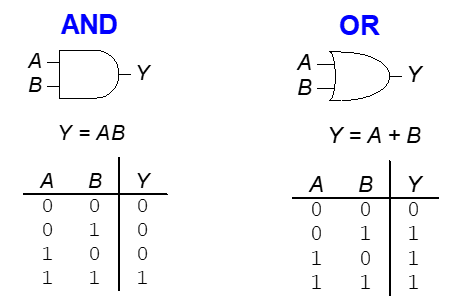 AND
A
B
Y
Y = AB
A B Y
0 0 0
0 1 0
1 0 0
1 1 1
OR
A
B
Y
Y = A + B
A B Y
0 0 0
0 1 1
1 0 1
1 1 1